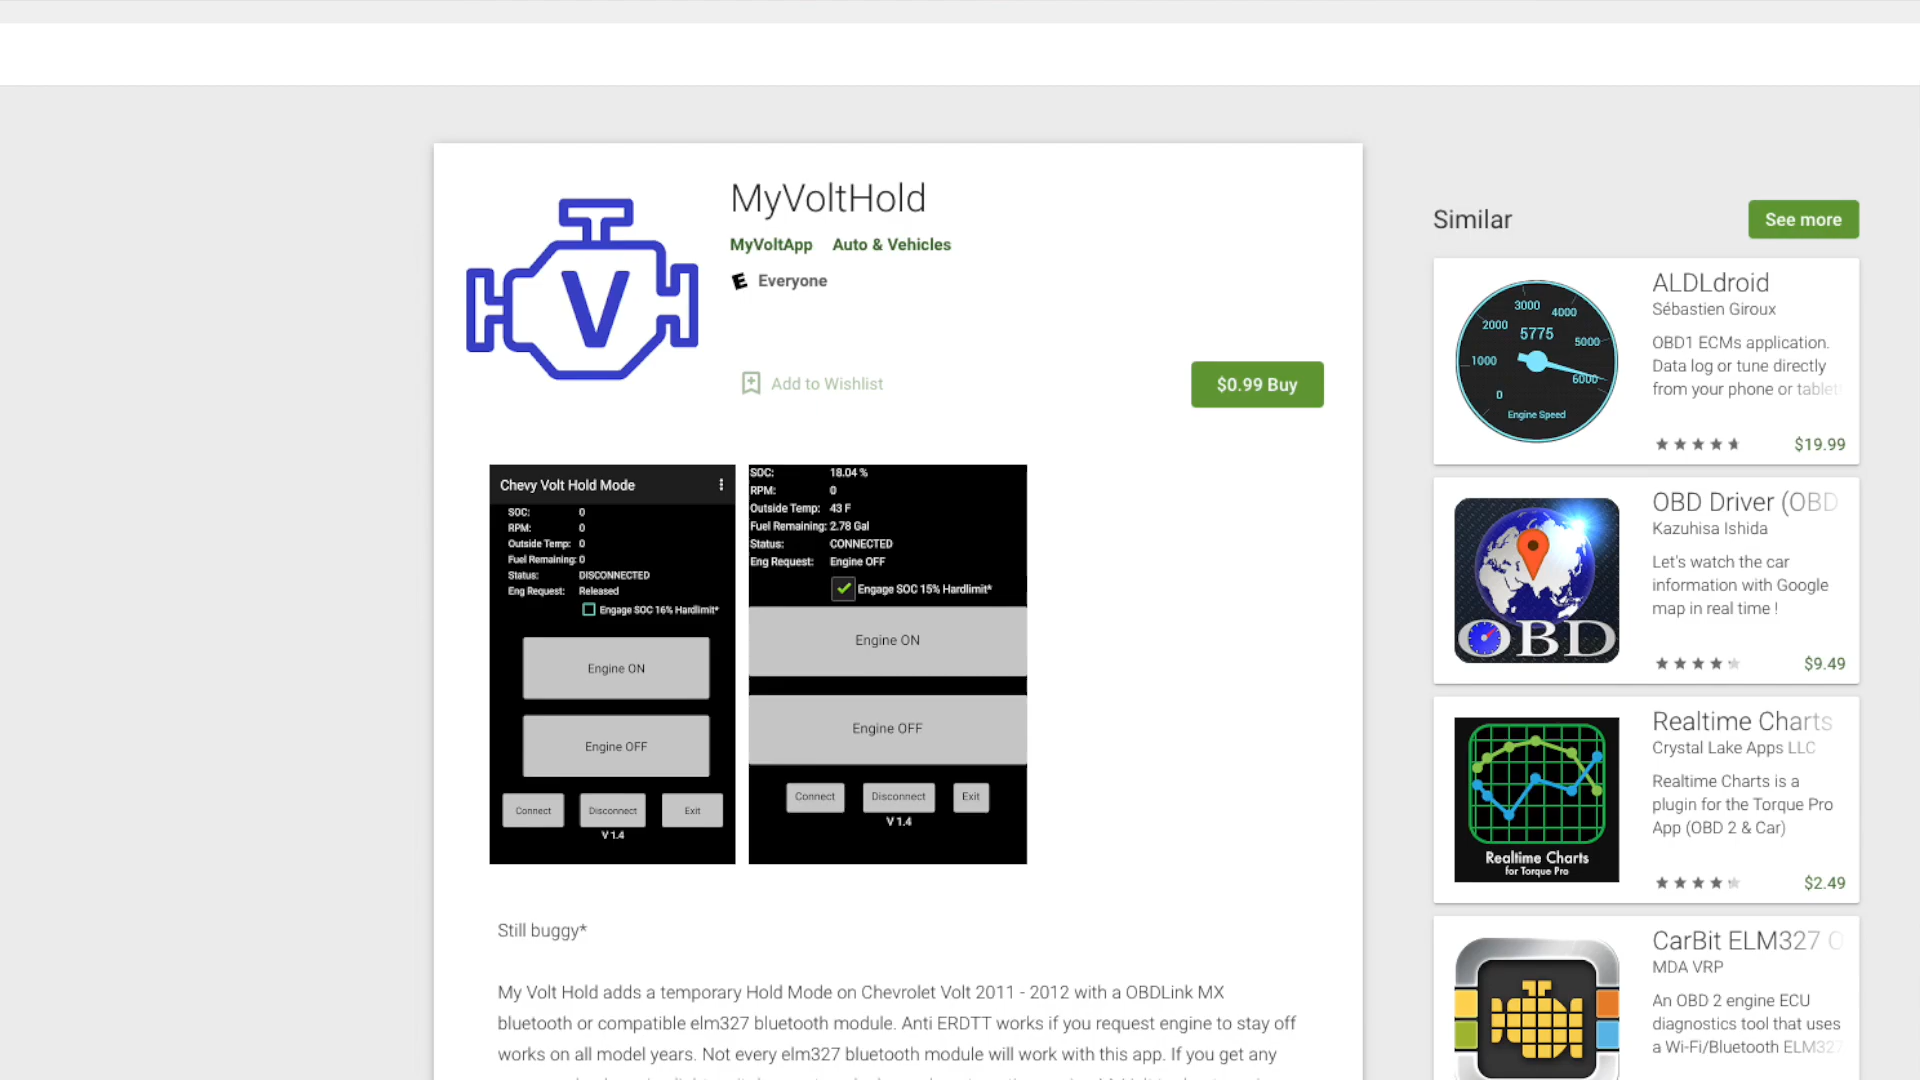 MyVoltHold
MyVoltApp Auto & Vehicles
E Everyone
Add to Wishlist
$0.99 Buy
V
Chevy Volt Hold Mode
SOC: 0
RPM: 0
Outside Temp: 0
Fuel Remaining: 0
Status: DISCONNECTED
Eng Request: Released
Engage SOC 16% Hardlimit*
Engine ON
Engine OFF
Connect Disconnect Exit
V 1.4
SOC: 18.04 %
RPM: 0
Outside Temp: 43 F
Fuel Remaining: 2.78 Gal
Status: CONNECTED
Eng Request: Engine OFF
Engage SOC 15% Hardlimit*
Engine ON
Engine OFF
Connect Disconnect Exit
V 1.4
Still buggy*
My Volt Hold adds a temporary Hold Mode on Chevrolet Volt 2011 - 2012 with a OBDLink MX
bluetooth or compatible elm327 bluetooth module. Anti ERDTT works if you request engine to stay off
works on all model years. Not every elm327 bluetooth module will work with this app. If you get any
Similar
See more
0 1000 2000 3000 4000 5000 6000
5775
Engine Speed
ALDLdroid
Sébastien Giroux
OBD1 ECMs application.
Data log or tune directly
from your phone or tablet
$19.99
OBD
OBD Driver (OBD
Kazuhisa Ishida
Let's watch the car
information with Google
map in real time !
$9.49
Realtime Charts
for Torque Pro
Realtime Charts
Crystal Lake Apps LLC
Realtime Charts is a
plugin for the Torque Pro
App (OBD 2 & Car)
$2.49
CarBit ELM327
MDA VRP
An OBD 2 engine ECU
diagnostics tool that uses
a Wi-Fi/Bluetooth ELM327